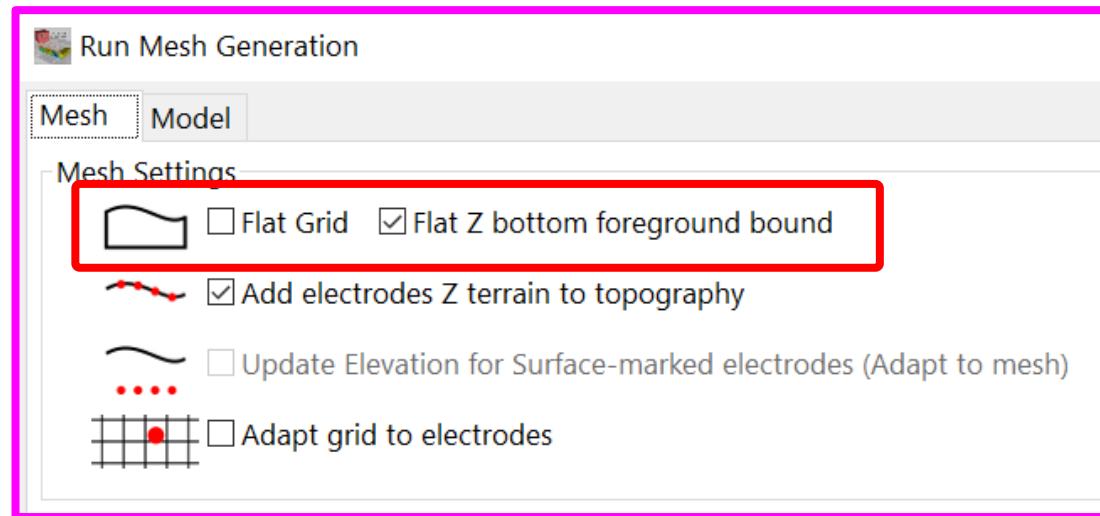 Run Mesh Generation
Mesh Model
Mesh Settings
Flat Grid Flat Z bottom foreground bound
Add electrodes Z terrain to topography
Update Elevation for Surface-marked electrodes (Adapt to mesh)
Adapt grid to electrodes